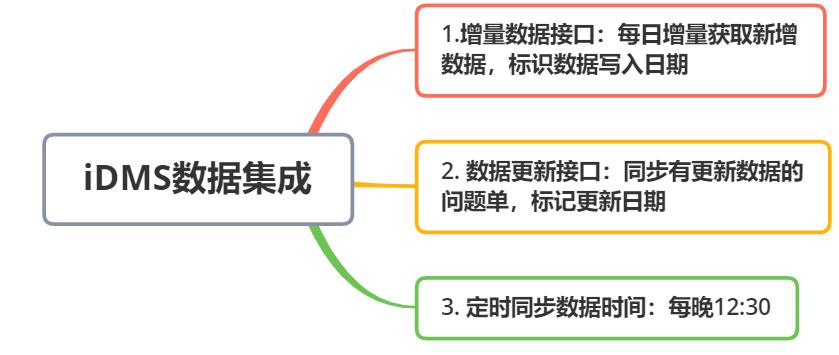 1.增量数据接口：每日增量获取新增
数据，标识数据写入日期
iDMS数据集成
2. 数据更新接口：同步有更新数据的
问题单，标记更新日期
3. 定时同步数据时间：每晚12:30